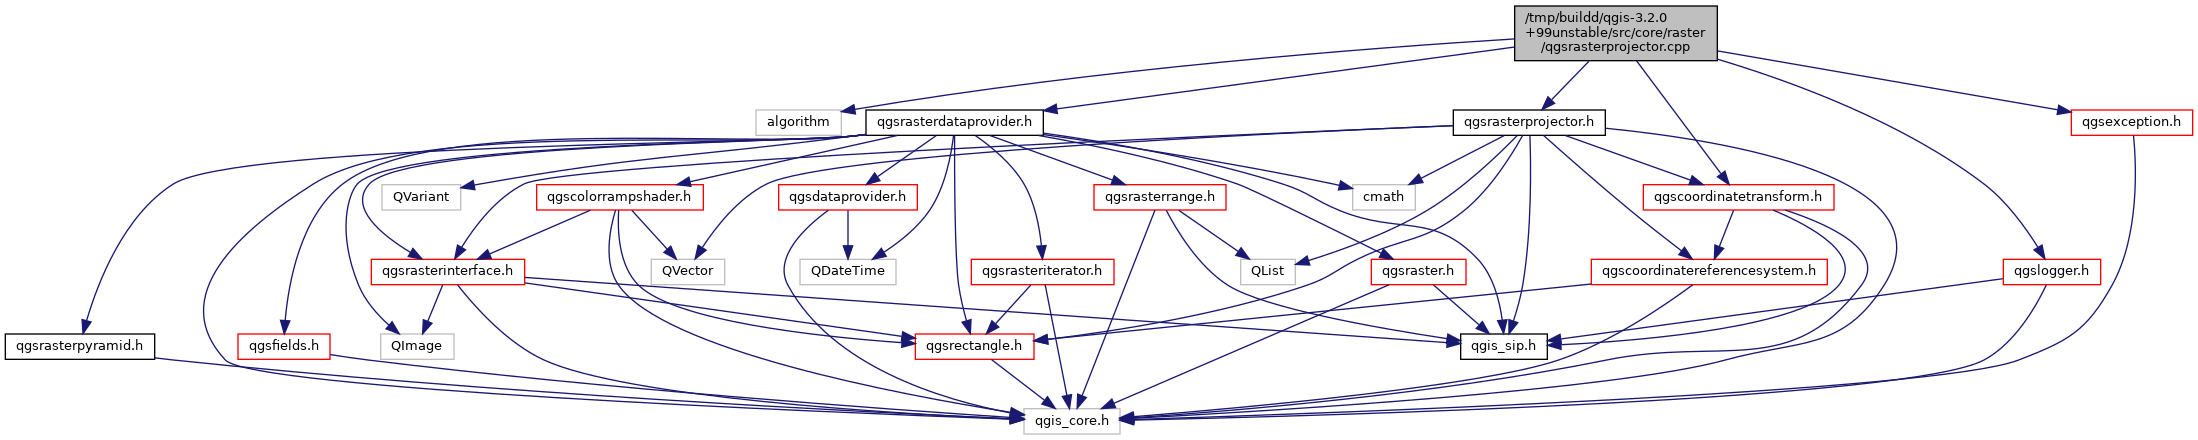 /tmp/buildd/qgis-3.2.0
+99unstable/src/core/raster
/qgsrasterprojector.cpp
algorithm
qgsrasterdataprovider.h
qgsrasterprojector.h
qgsexception.h
QVariant
qgscolorrampshader.h
qgsdataprovider.h
qgsrasterrange.h
cmath
qgscoordinatetransform.h
qgsrasterinterface.h
QVector
QDateTime
qgsrasteriterator.h
QList
qgsraster.h
qgscoordinatereferencesystem.h
qgslogger.h
qgsrasterpyramid.h
qgsfields.h
QImage
qgsrectangle.h
qgis_sip.h
qgis_core.h